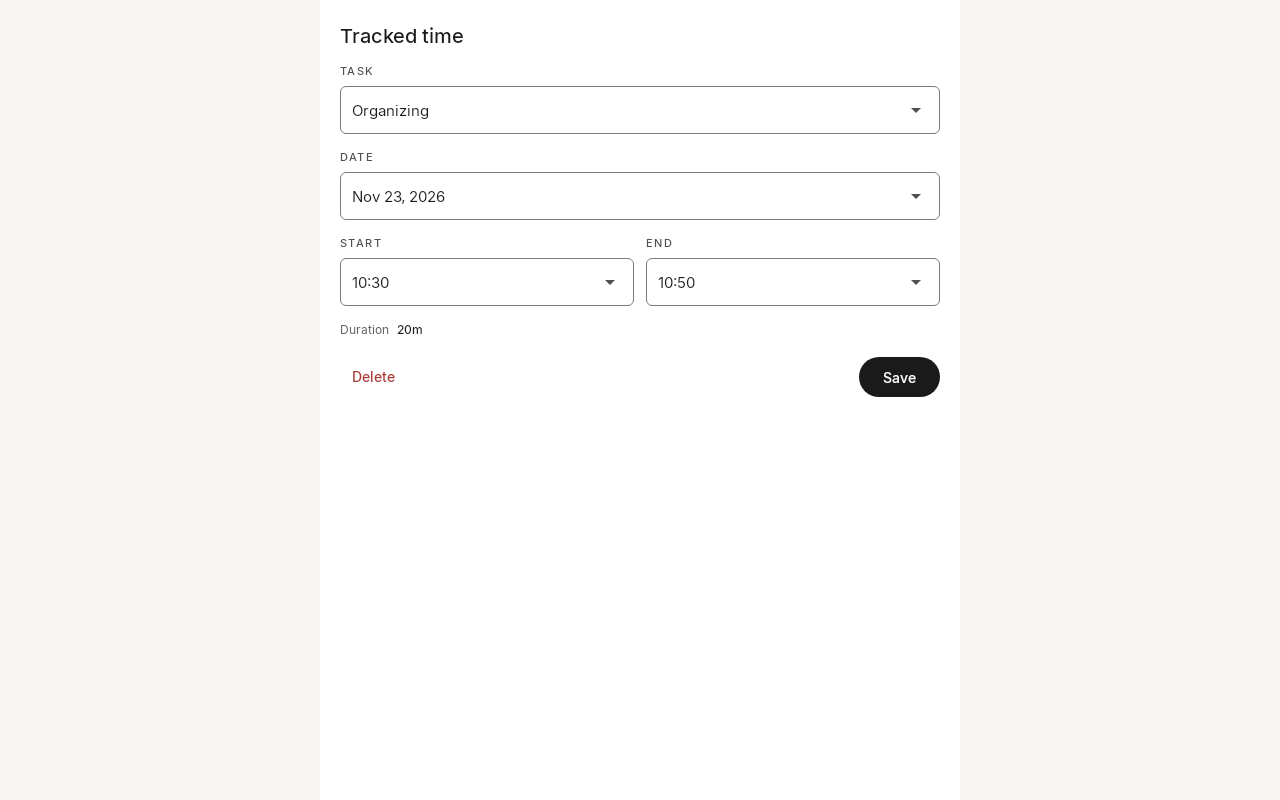 Tracked time
TASK
Organizing
DATE
Nov 23, 2026
START END
10:30 10:50
Duration 20m
Delete Save